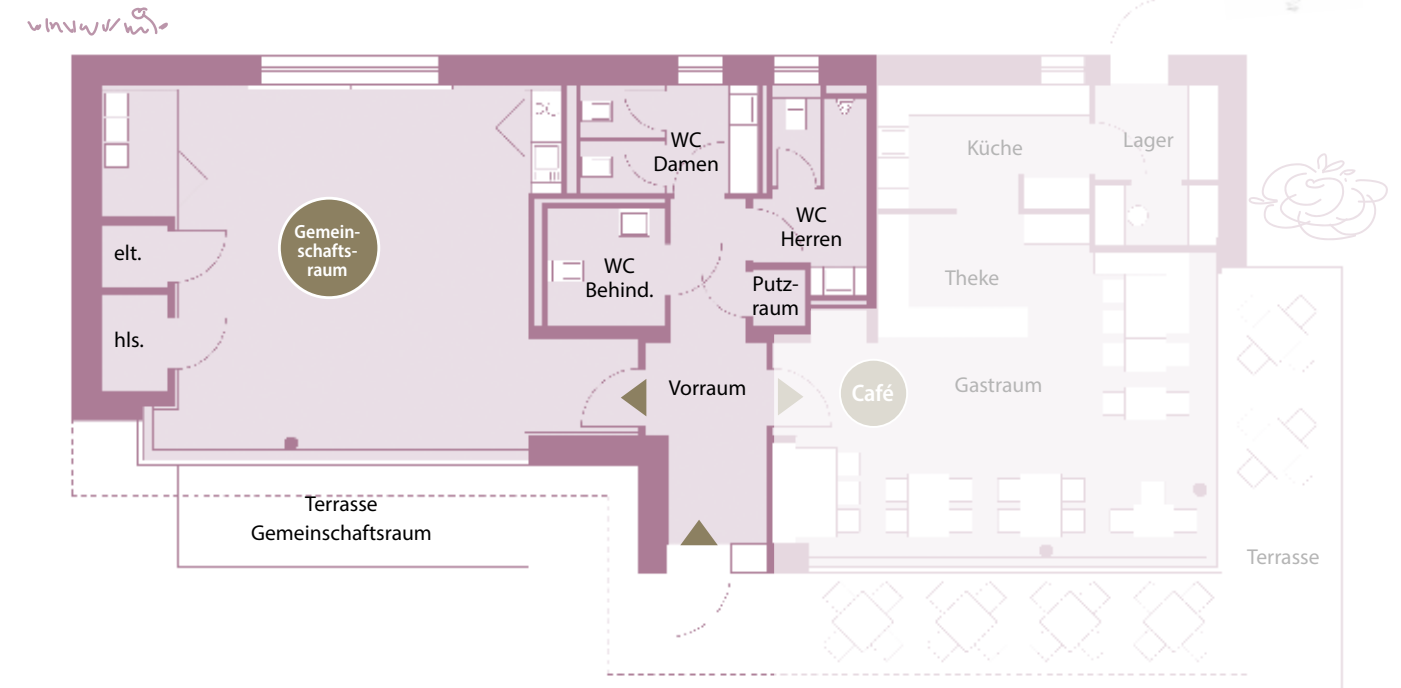 WC
Damen
Küche
Lager
WC
Herren
Gemein-
schafts-
raum
elt.
WC
Behind.
Putz-
raum
Theke
hls.
Vorraum
Café
Gastraum
Terrasse
Gemeinschaftsraum
Terrasse